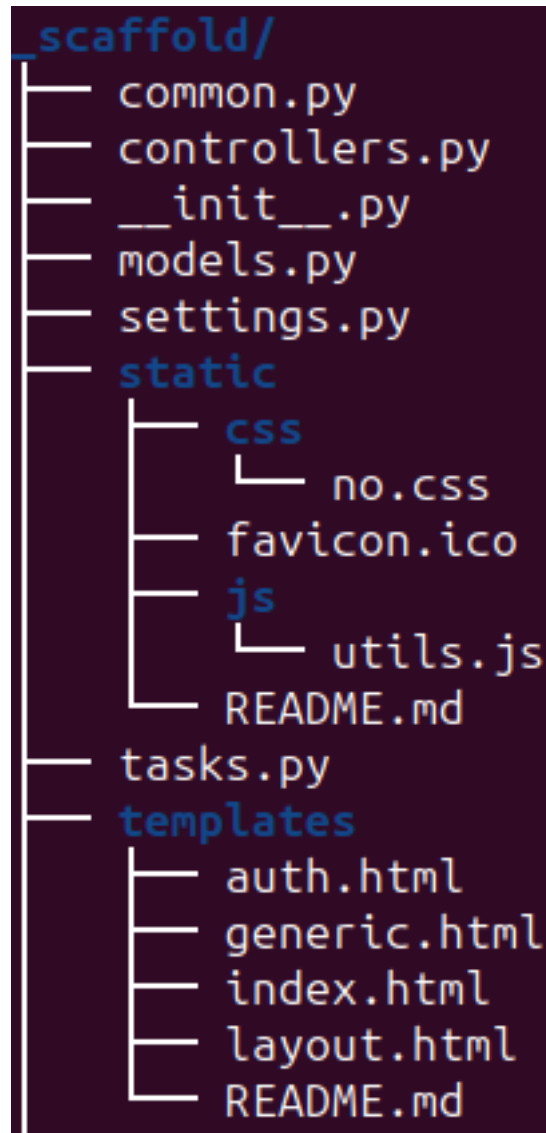 _scaffold/
common.py
controllers.py
__init__.py
models.py
settings.py
static
css
no.css
favicon.ico
js
utils.js
README.md
tasks.py
templates
auth.html
generic.html
index.html
layout.html
README.md